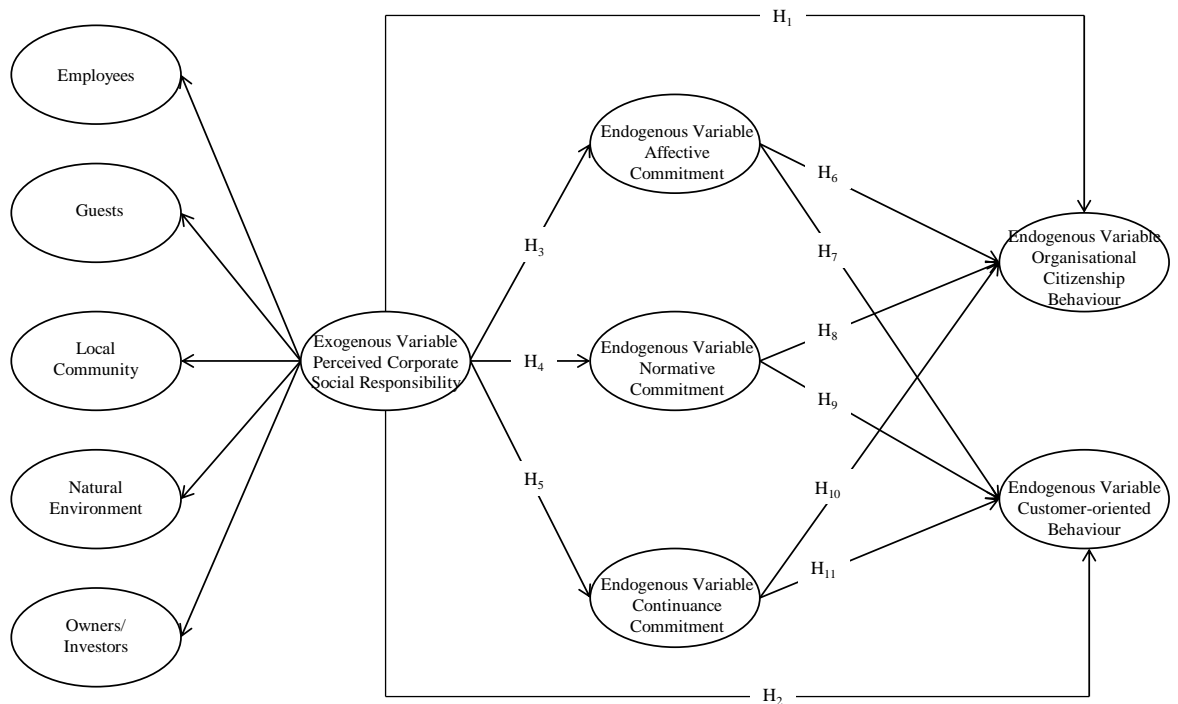 H1
Employees
Guests
Local
Community
Natural
Environment
Owners/
Investors
Exogenous Variable
Perceived Corporate
Social Responsibility
H3
H4
H5
Endogenous Variable
Affective
Commitment
Endogenous Variable
Normative
Commitment
Endogenous Variable
Continuance
Commitment
H6
H7
H8
H9
H10
H11
Endogenous Variable
Organisational
Citizenship
Behaviour
Endogenous Variable
Customer-oriented
Behaviour
H2